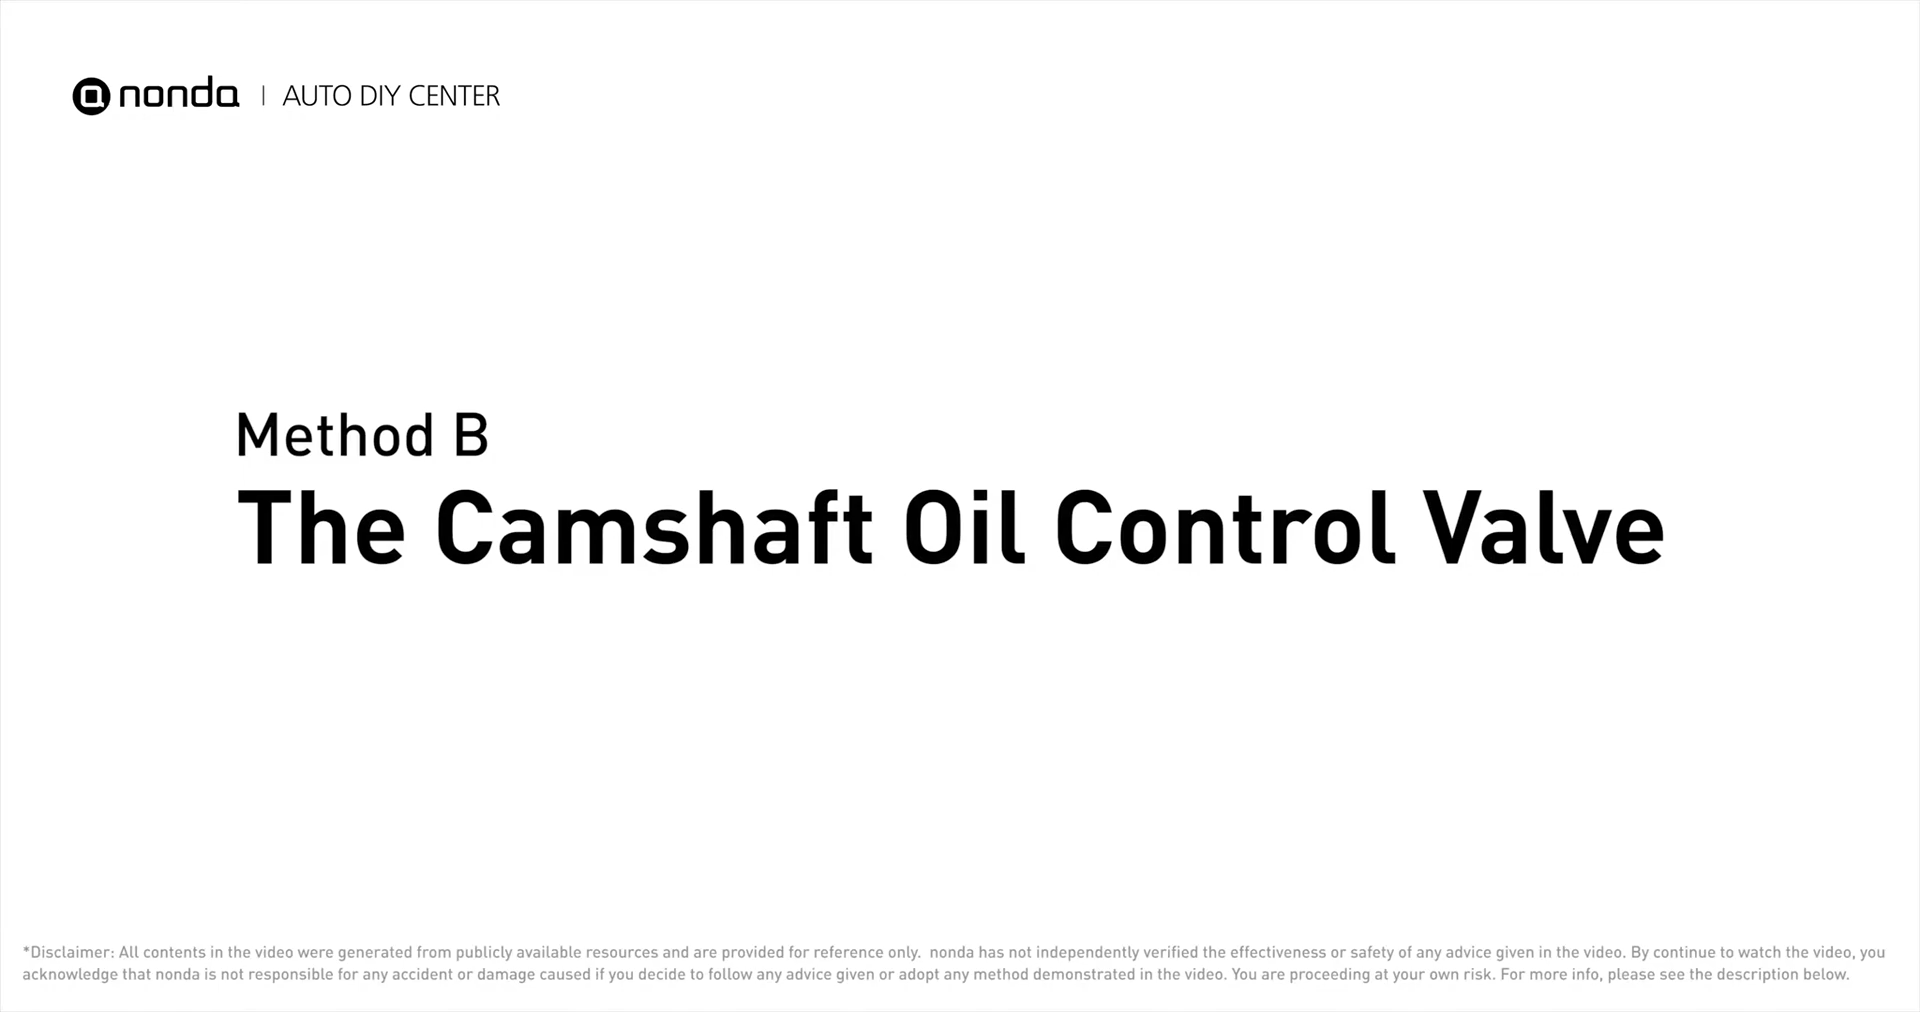 nonda | AUTO DIY CENTER
Method B
The Camshaft Oil Control Valve
*Disclaimer: All contents in the video were generated from publicly available resources and are provided for reference only.  nonda has not independently verified the effectiveness or safety of any advice given in the video. By continue to watch the video, you
acknowledge that nonda is not responsible for any accident or damage caused if you decide to follow any advice given or adopt any method demonstrated in the video. You are proceeding at your own risk. For more info, please see the description below.